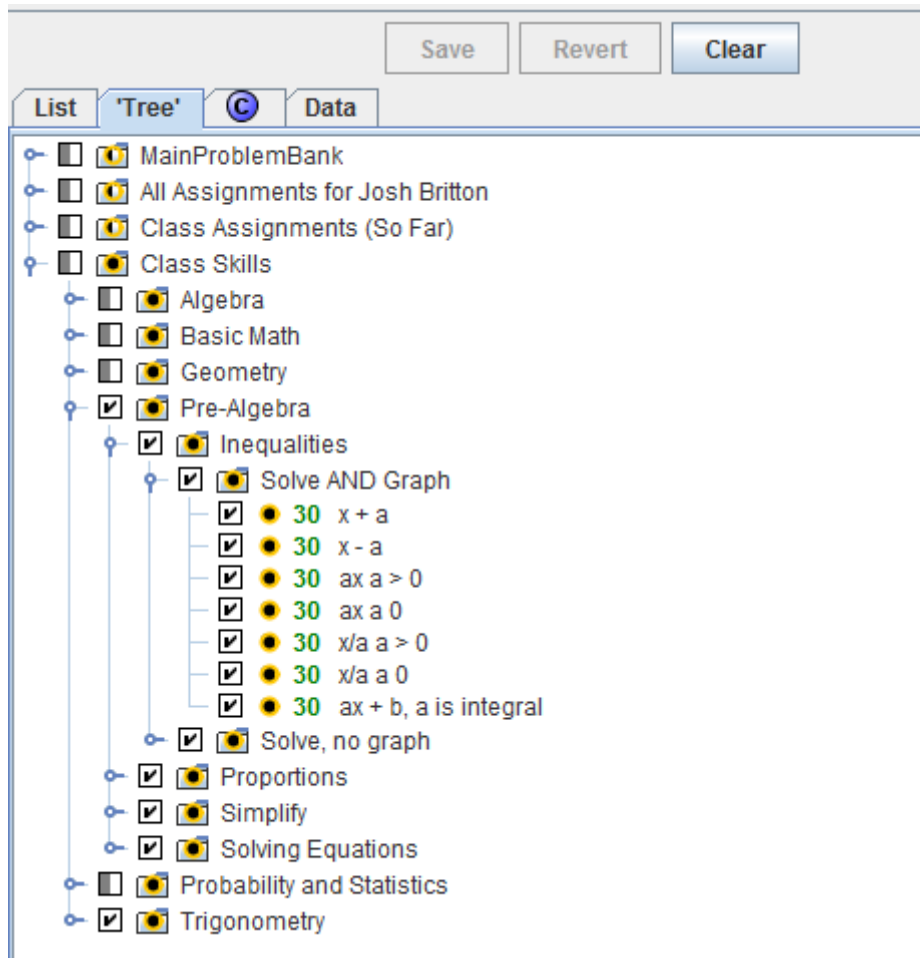 Save Revert Clear
List 'Tree' C Data
MainProblemBank
All Assignments for Josh Britton
Class Assignments (So Far)
Class Skills
Algebra
Basic Math
Geometry
Pre-Algebra
Inequalities
Solve AND Graph
30 x + a
30 x - a
30 ax a > 0
30 ax a 0
30 x/a a > 0
30 x/a a 0
30 ax + b, a is integral
Solve, no graph
Proportions
Simplify
Solving Equations
Probability and Statistics
Trigonometry